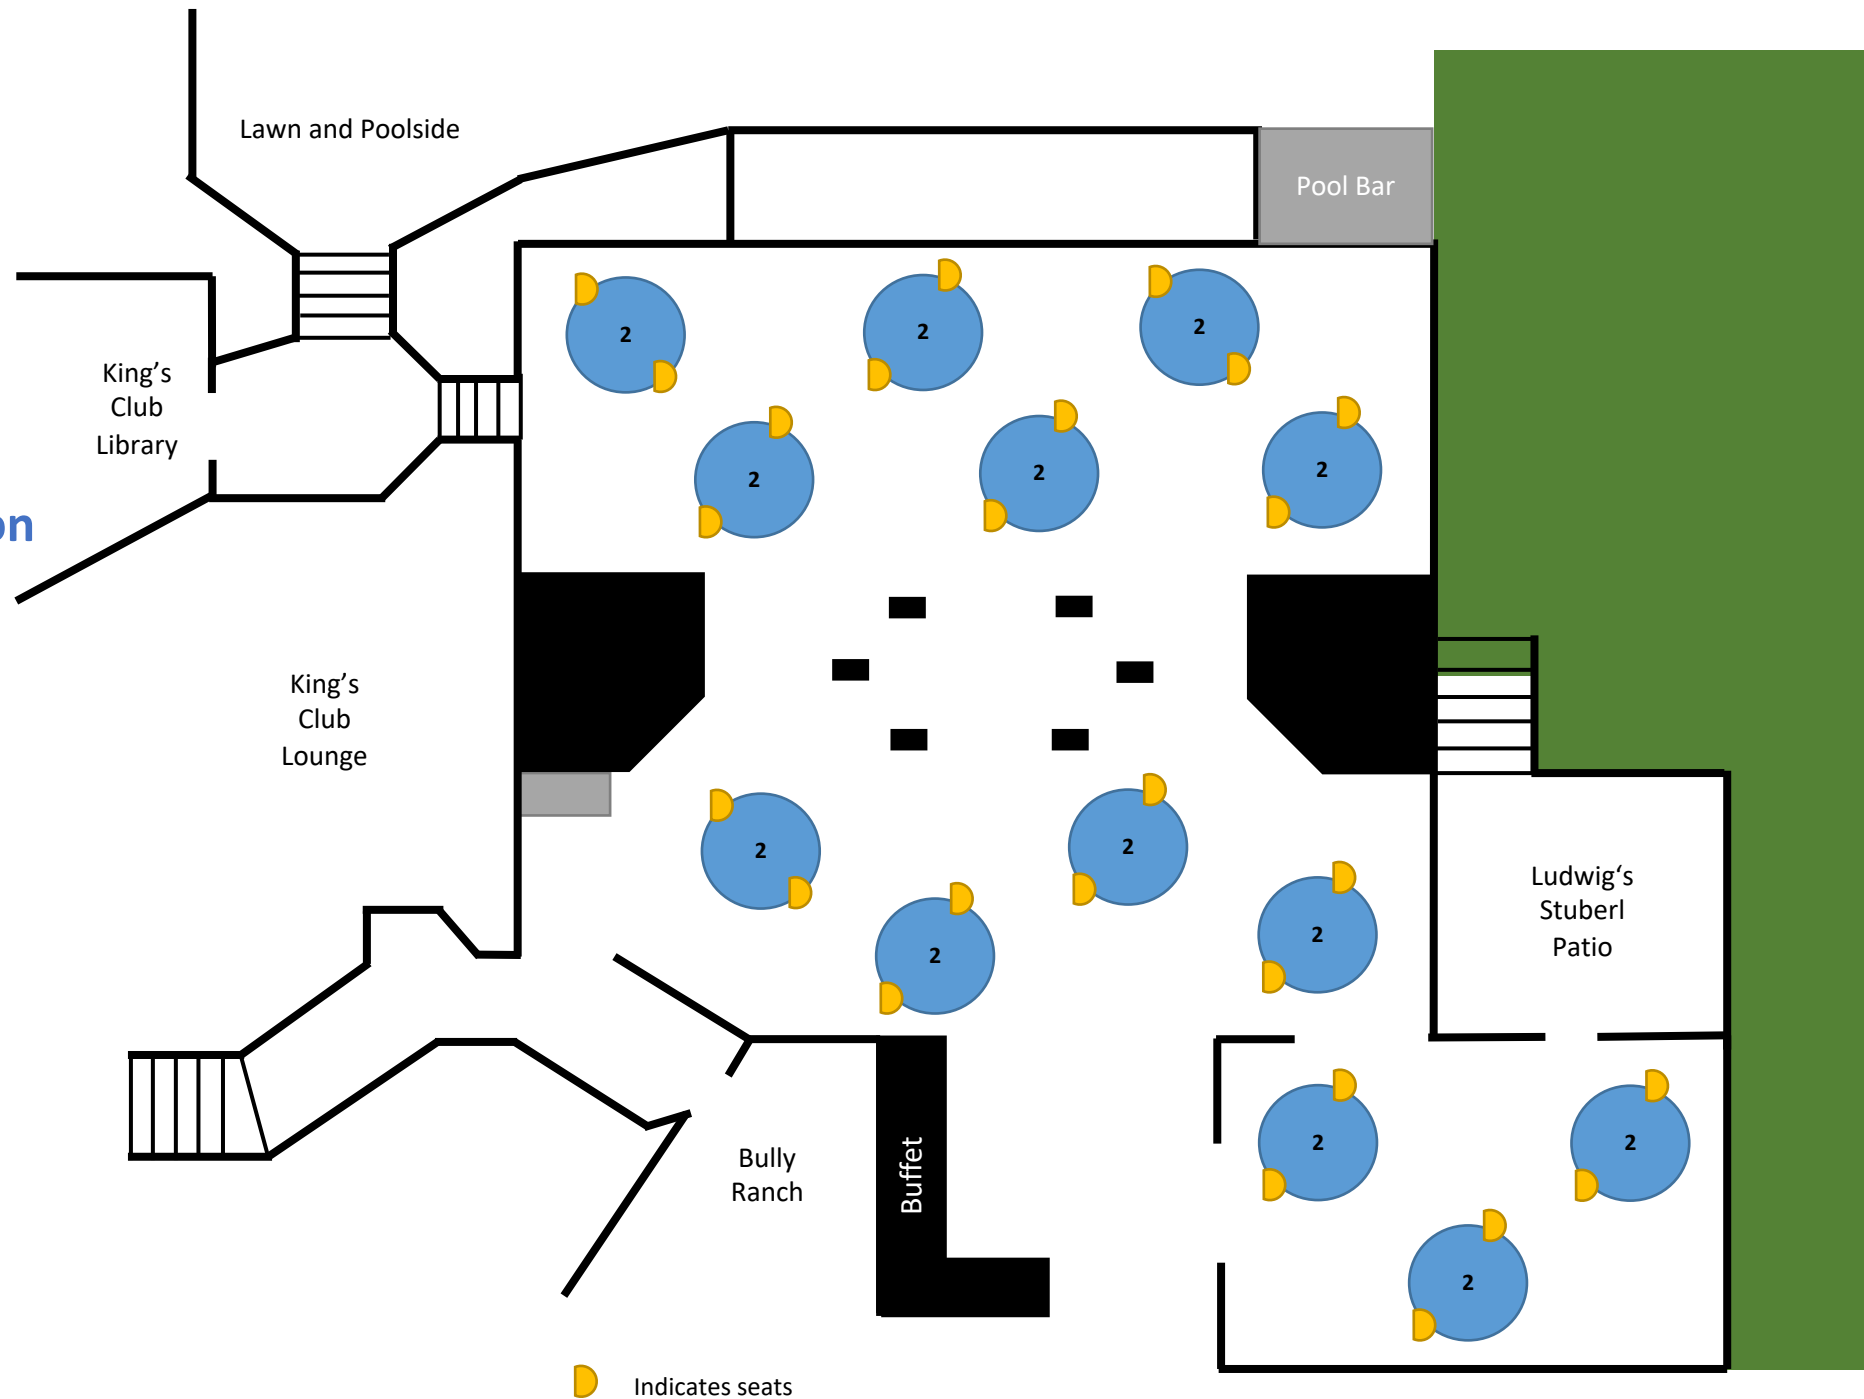 Lawn and Poolside
Pool Bar
2
2
2
King's
Club
Library
2
2
2
on
King's
Club
Lounge
2
2
2
2
Ludwig‘s
Stuberl
Patio
Bully
Ranch
Buffet
2
2
2
Indicates seats